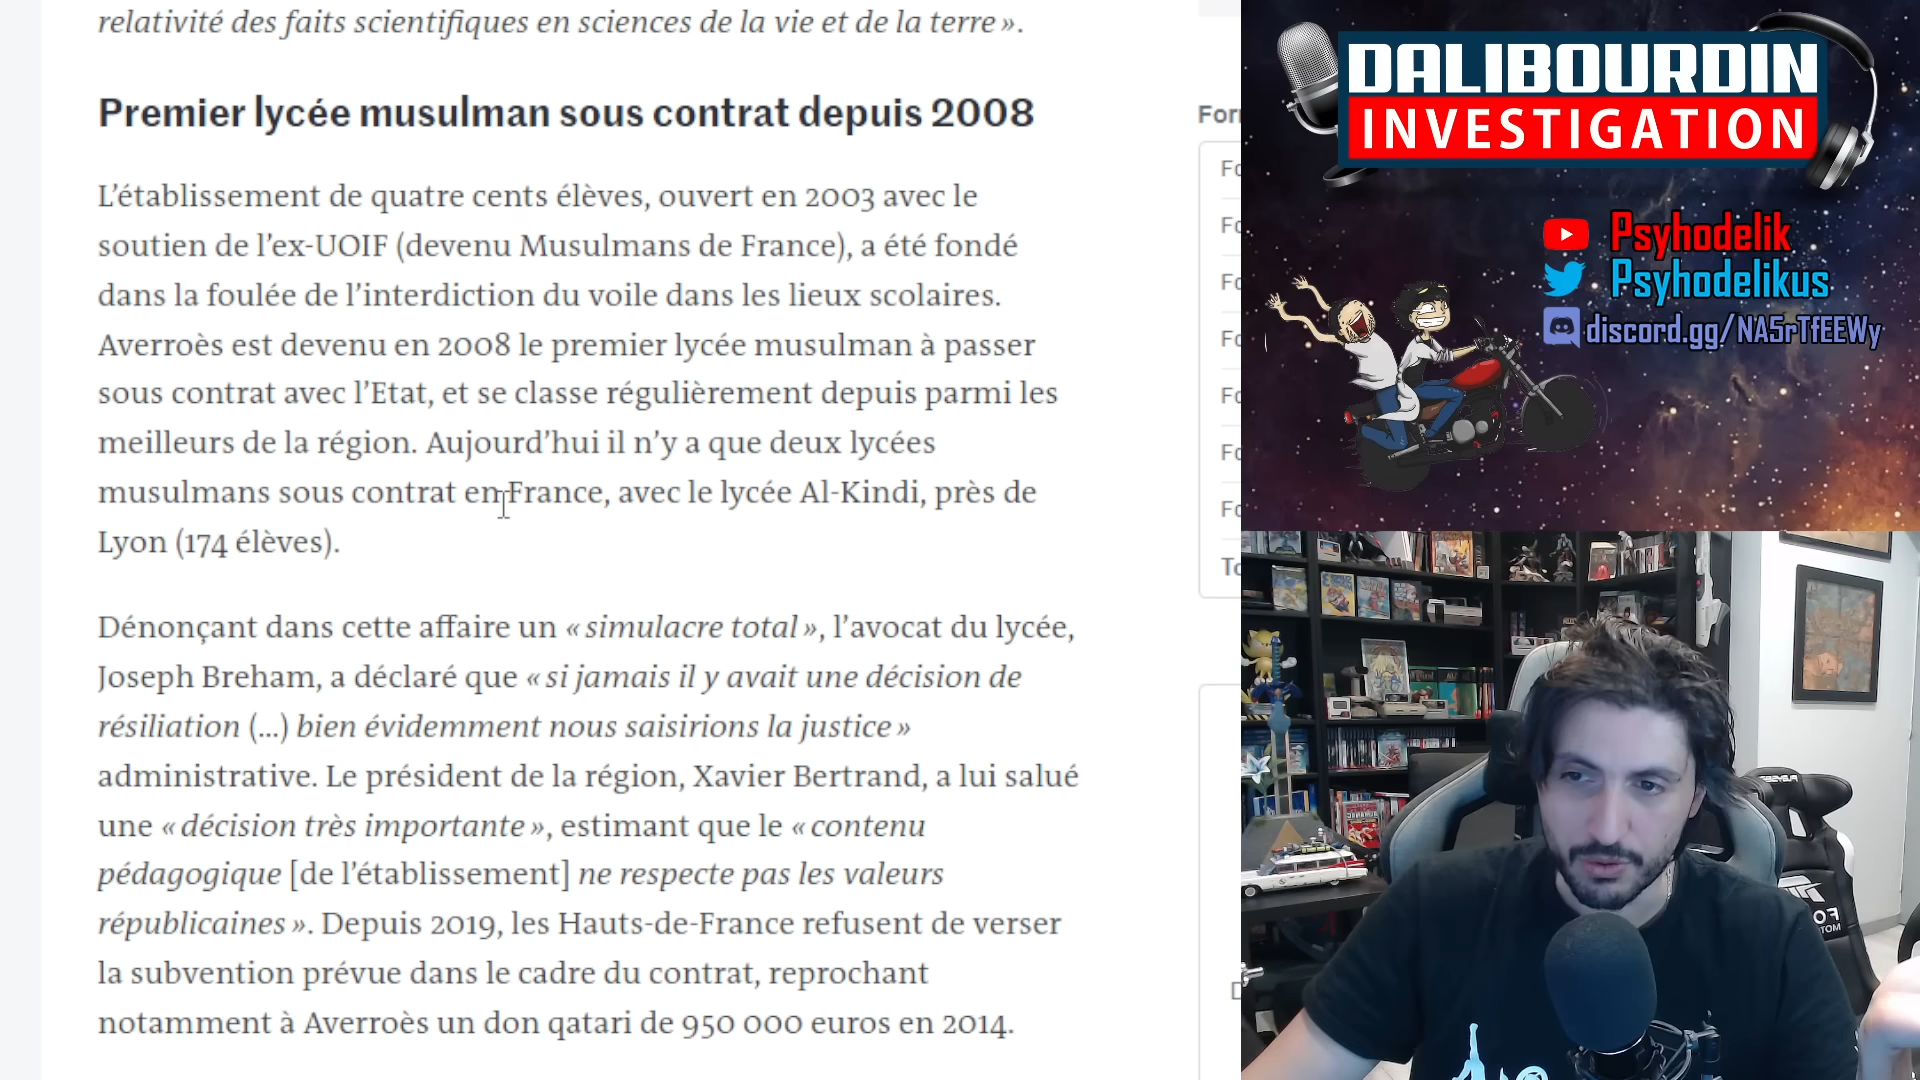 relativité des faits scientifiques en sciences de la vie et de la terre ».
Premier lycée musulman sous contrat depuis 2008
L’établissement de quatre cents élèves, ouvert en 2003 avec le
soutien de l’ex-UOIF (devenu Musulmans de France), a été fondé
dans la foulée de l’interdiction du voile dans les lieux scolaires.
Averroès est devenu en 2008 le premier lycée musulman à passer
sous contrat avec l’Etat, et se classe régulièrement depuis parmi les
meilleurs de la région. Aujourd’hui il n’y a que deux lycées
musulmans sous contrat en France, avec le lycée Al-Kindi, près de
Lyon (174 élèves).
Dénonçant dans cette affaire un « simulacre total », l’avocat du lycée,
Joseph Breham, a déclaré que « si jamais il y avait une décision de
résiliation (...) bien évidemment nous saisirions la justice »
administrative. Le président de la région, Xavier Bertrand, a lui salué
une « décision très importante », estimant que le « contenu
pédagogique [de l’établissement] ne respecte pas les valeurs
républicaines ». Depuis 2019, les Hauts-de-France refusent de verser
la subvention prévue dans le cadre du contrat, reprochant
notamment à Averroès un don qatari de 950 000 euros en 2014.
DALIBOURDIN
INVESTIGATION
Psyhodelik
Psyhodelikus
discord.gg/NA5rTfEEWy